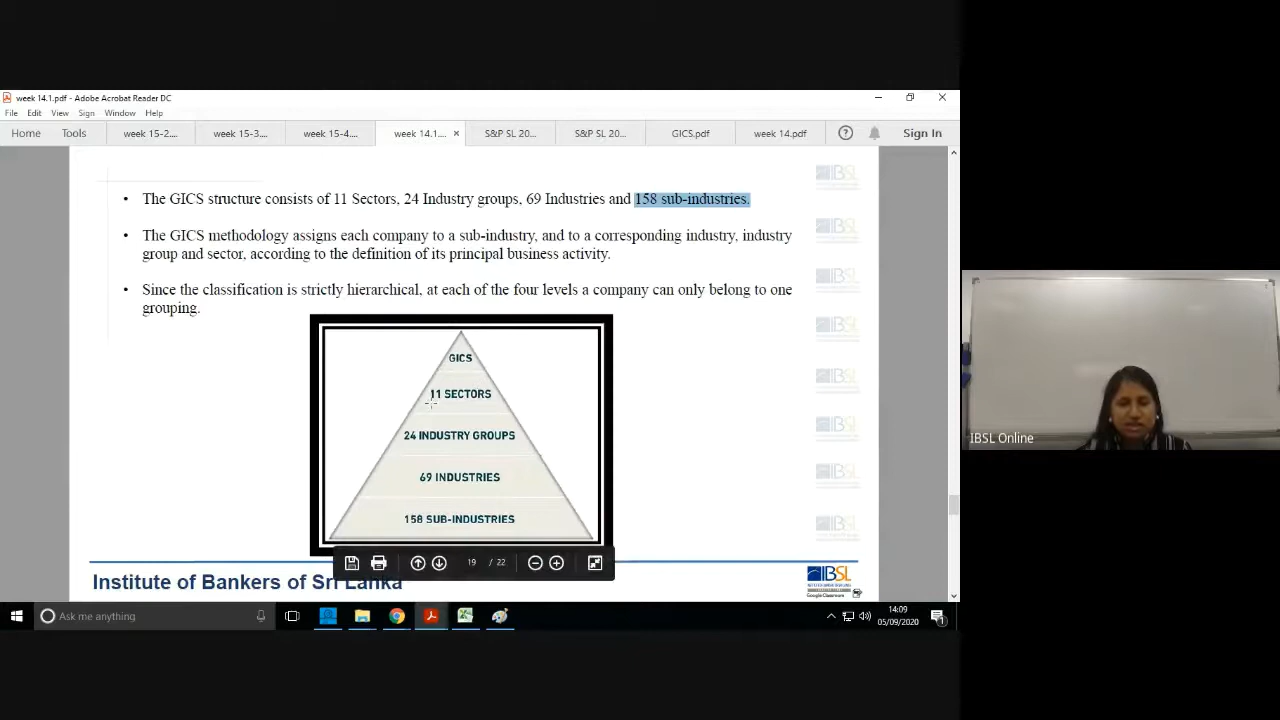 week 14.1.pdf - Adobe Acrobat Reader DC
File Edit View Sign Window Help
Home Tools week 15-2.... week 15-3.... week 15-4.... week 14.1.... S&P SL 20... S&P SL 20... GICS.pdf week 14.pdf Sign In
• The GICS structure consists of 11 Sectors, 24 Industry groups, 69 Industries and 158 sub-industries.
• The GICS methodology assigns each company to a sub-industry, and to a corresponding industry, industry
group and sector, according to the definition of its principal business activity.
• Since the classification is strictly hierarchical, at each of the four levels a company can only belong to one
grouping.
GICS
11 SECTORS
24 INDUSTRY GROUPS
69 INDUSTRIES
158 SUB-INDUSTRIES
19 / 22
Institute of Bankers of Sri Lanka
IBSL
Google Classroom
Ask me anything
14:09
05/09/2020
IBSL Online